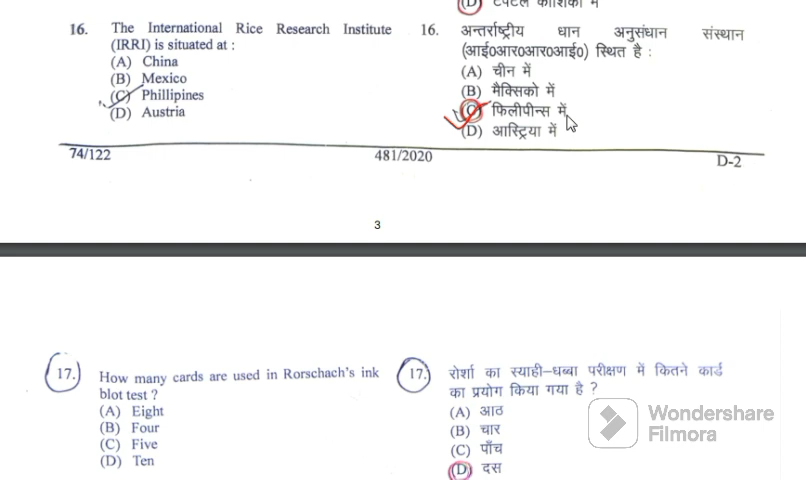 (D) टेपटल कोशिका में
16. The International Rice Research Institute
(IRRI) is situated at :
(A) China
(B) Mexico
(C) Phillipines
(D) Austria
16. अन्तर्राष्ट्रीय धान अनुसंधान संस्थान
(आई०आर०आर०आई०) स्थित है :
(A) चीन में
(B) मैक्सिको में
(C) फिलीपीन्स में
(D) आस्ट्रिया में
74/122 481/2020 D-2
3
17. How many cards are used in Rorschach's ink
blot test ?
(A) Eight
(B) Four
(C) Five
(D) Ten
17. रोर्शा का स्याही–धब्बा परीक्षण में कितने कार्ड
का प्रयोग किया गया है ?
(A) आठ
(B) चार
(C) पाँच
(D) दस
Wondershare
Filmora